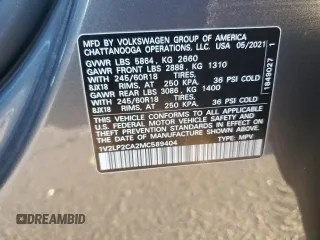 MFD. BY VOLKSWAGEN GROUP OF AMERICA
CHATTANOOGA OPERATIONS, LLC. USA 05/2021
GVWR LBS 5864, KG 2660
GAWR FRONT LBS 2888, KG 1310
245/60R18 TIRES,
8JX18 RIMS, AT 250 KPA. 36 PSI COLD
GAWR REAR LBS 3086, KG 1400
245/60R18 TIRES,
8JX18 RIMS, AT 250 KPA. 36 PSI COLD
THIS VEHICLE CONFORMS TO ALL APPLICABLE
FEDERAL MOTOR VEHICLE SAFETY, BUMPER, AND
THEFT PREVENTION STANDARDS IN EFFECT ON
THE DATE OF MANUFACTURE SHOWN ABOVE
1V2LP2CA2MC589404 TYPE: MPV
1849027 1
© DREAMBID
DREAMBID